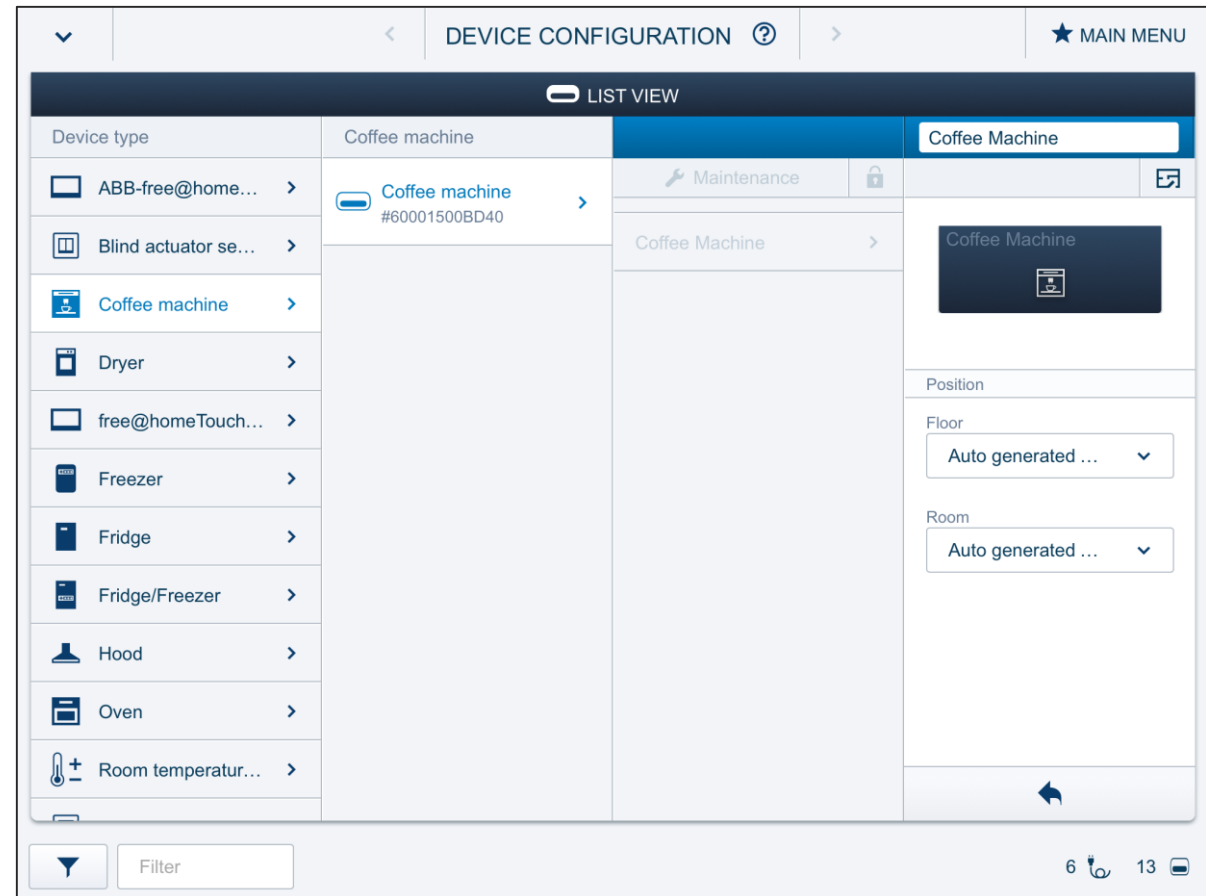 DEVICE CONFIGURATION
MAIN MENU
LIST VIEW
Device type
ABB-free@home…
Blind actuator se…
Coffee machine
Dryer
free@homeTouch…
Freezer
Fridge
Fridge/Freezer
Hood
Oven
Room temperatur…
Coffee machine
Coffee machine
#60001500BD40
Maintenance
Coffee Machine
Coffee Machine
Coffee Machine
Position
Floor
Auto generated …
Room
Auto generated …
Filter
6
13